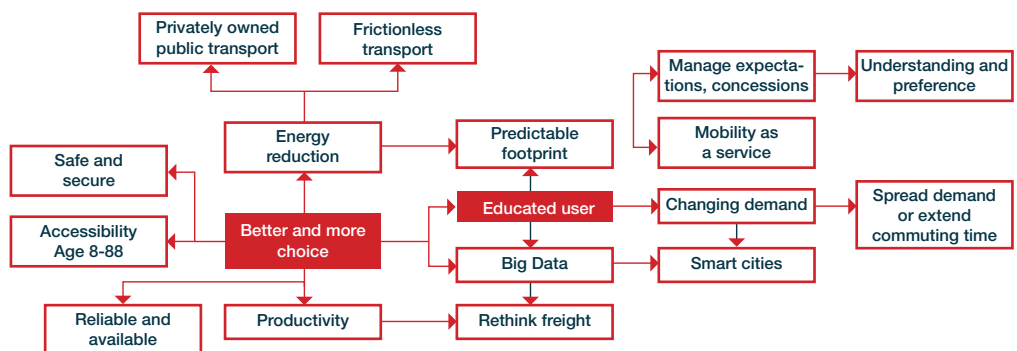 Privately owned
public transport
Frictionless
transport
Manage expecta-
tions, concessions
Understanding and
preference
Energy
reduction
Predictable
footprint
Mobility as
a service
Safe and
secure
Accessibility
Age 8-88
Better and more
choice
Educated user
Changing demand
Spread demand
or extend
commuting time
Big Data
Smart cities
Reliable and
available
Productivity
Rethink freight